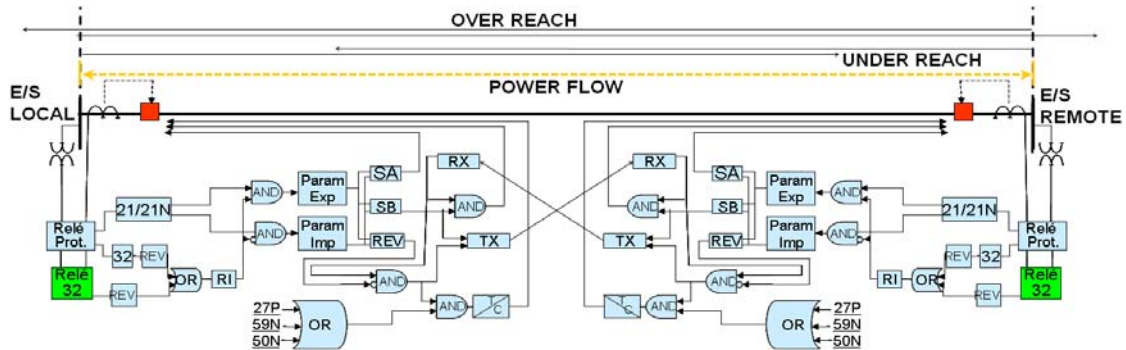 OVER REACH
UNDER REACH
POWER FLOW
E/S
LOCAL
E/S
REMOTE
RX
RX
SA
SA
AND
Param
Exp
Param
Exp
AND
21/21N
SB
AND
AND
SB
21/21N
AND
Param
Imp
TX
TX
Param
Imp
AND
Relé
Prot.
REV
REV
Relé
Prot.
32
REV
REV
32
OR
RI
RI
OR
Relé
32
REV
AND
AND
REV
Relé
32
AND
T/C
T/C
AND
27P
59N
50N
OR
OR
27P
59N
50N